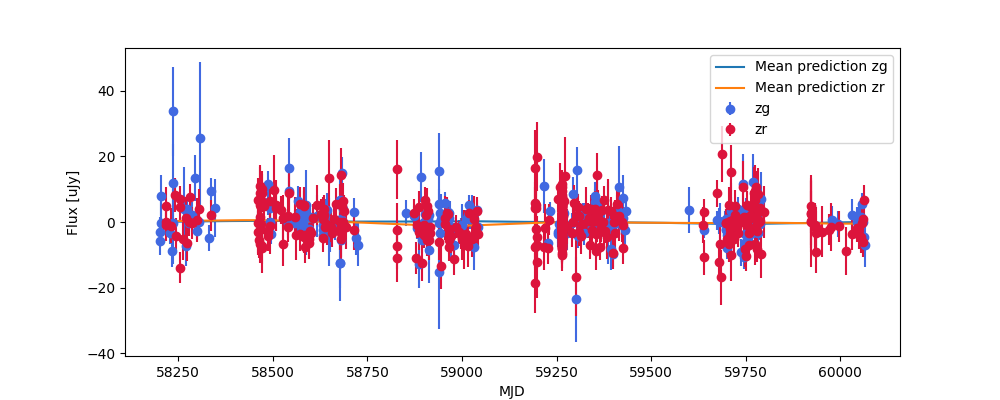 Mean prediction zg
Mean prediction zr
zg
zr
Flux [uJy]
40
20
0
−20
−40
58250
58500
58750
59000
59250
59500
59750
60000
MJD